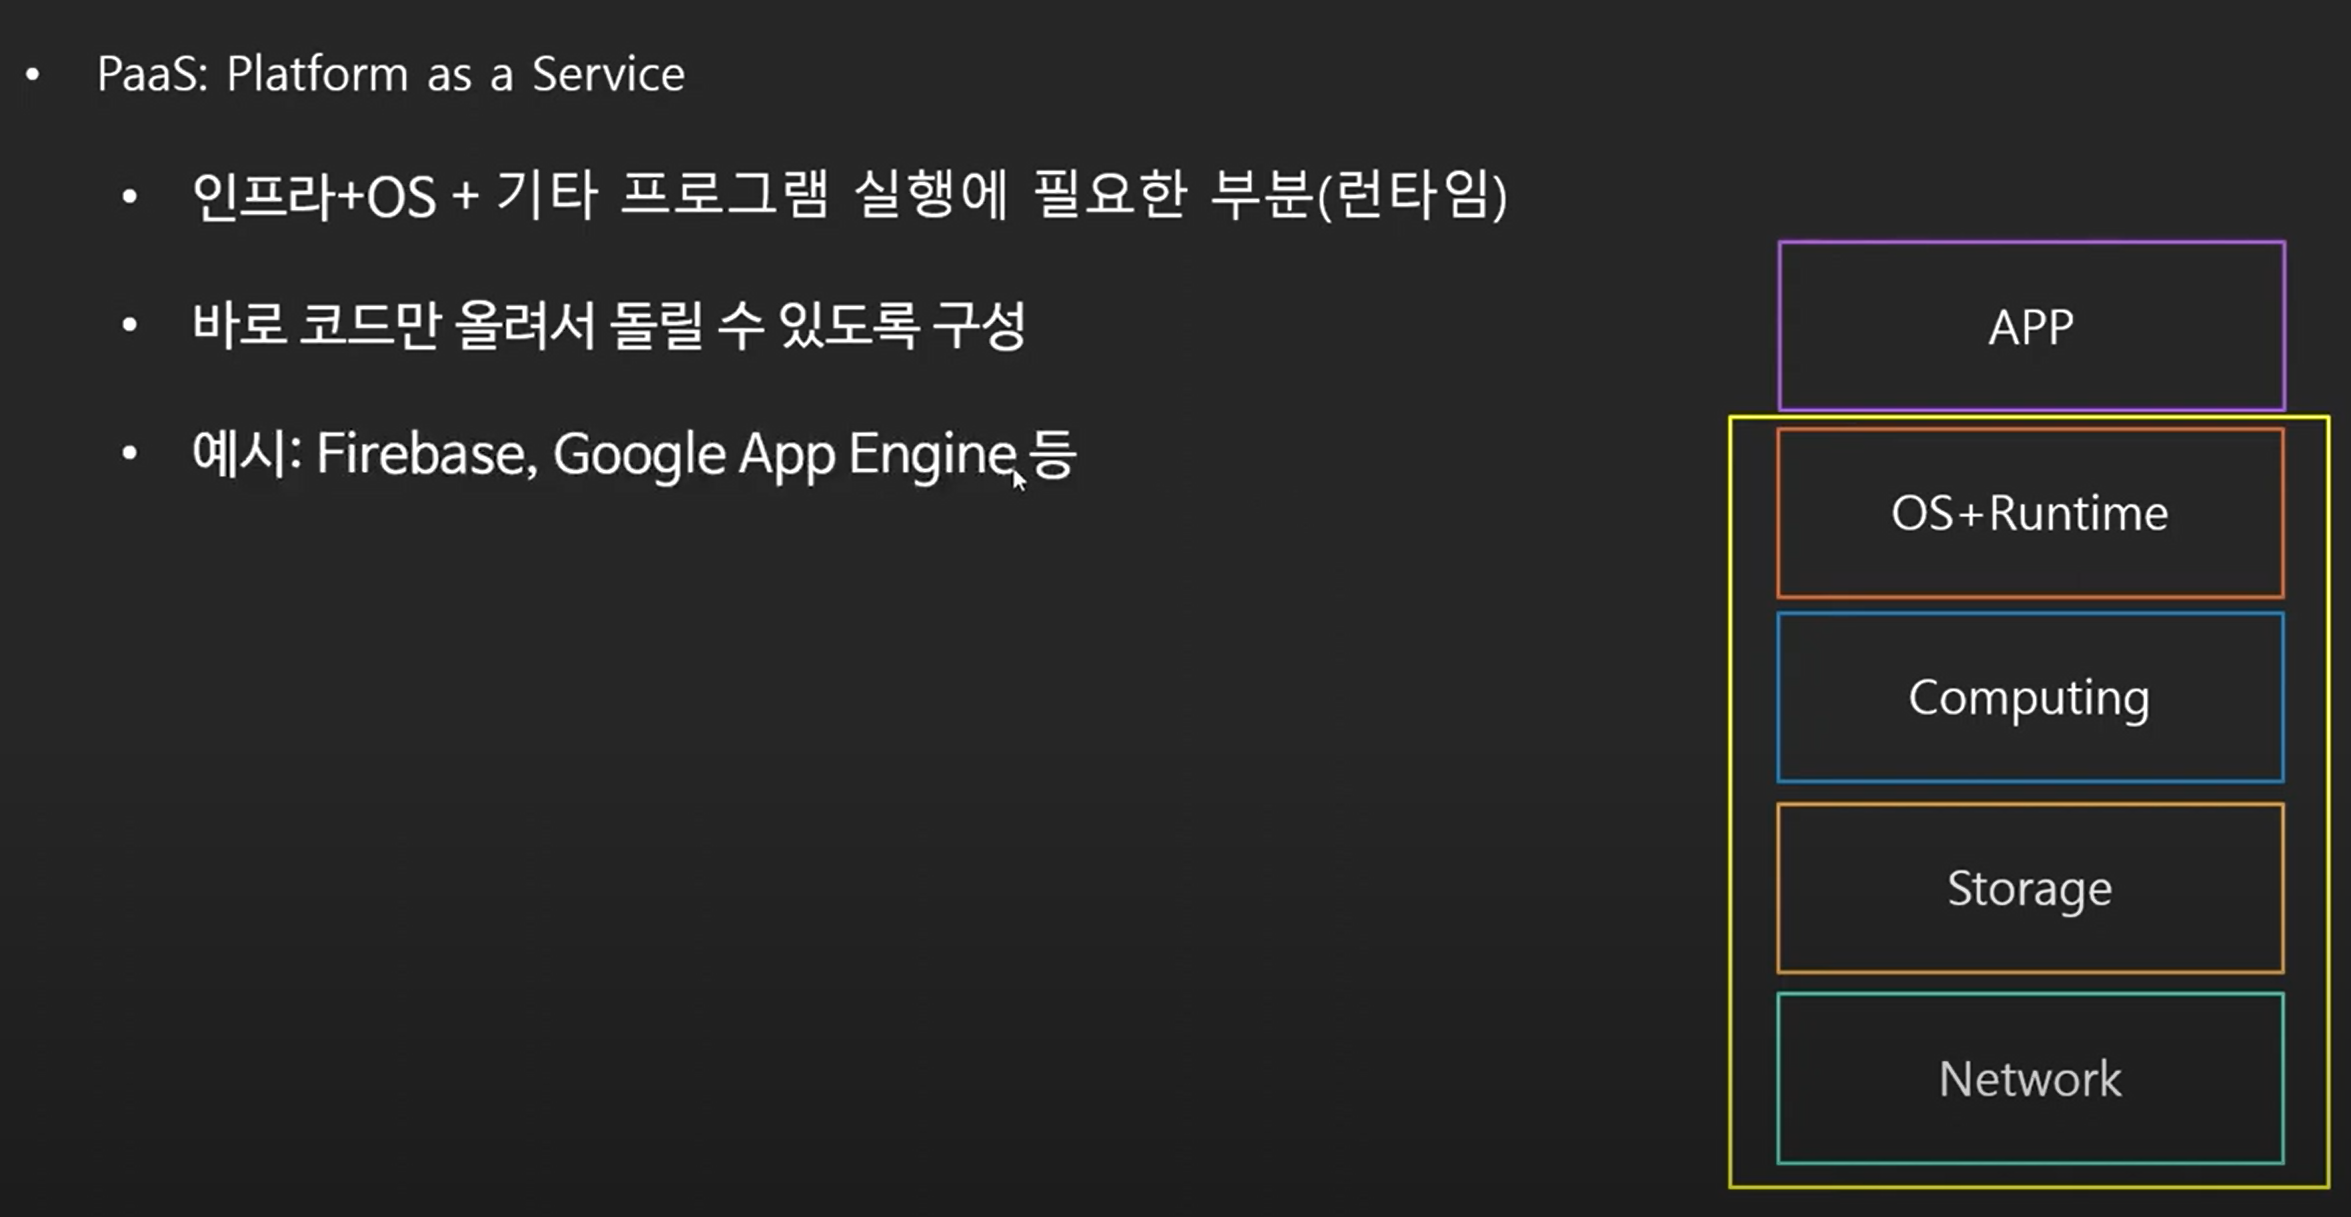 • PaaS: Platform as a Service
• 인프라+OS + 기타 프로그램 실행에 필요한 부분(런타임)
• 바로 코드만 올려서 돌릴 수 있도록 구성
• 예시: Firebase, Google App Engine 등
APP
OS+Runtime
Computing
Storage
Network